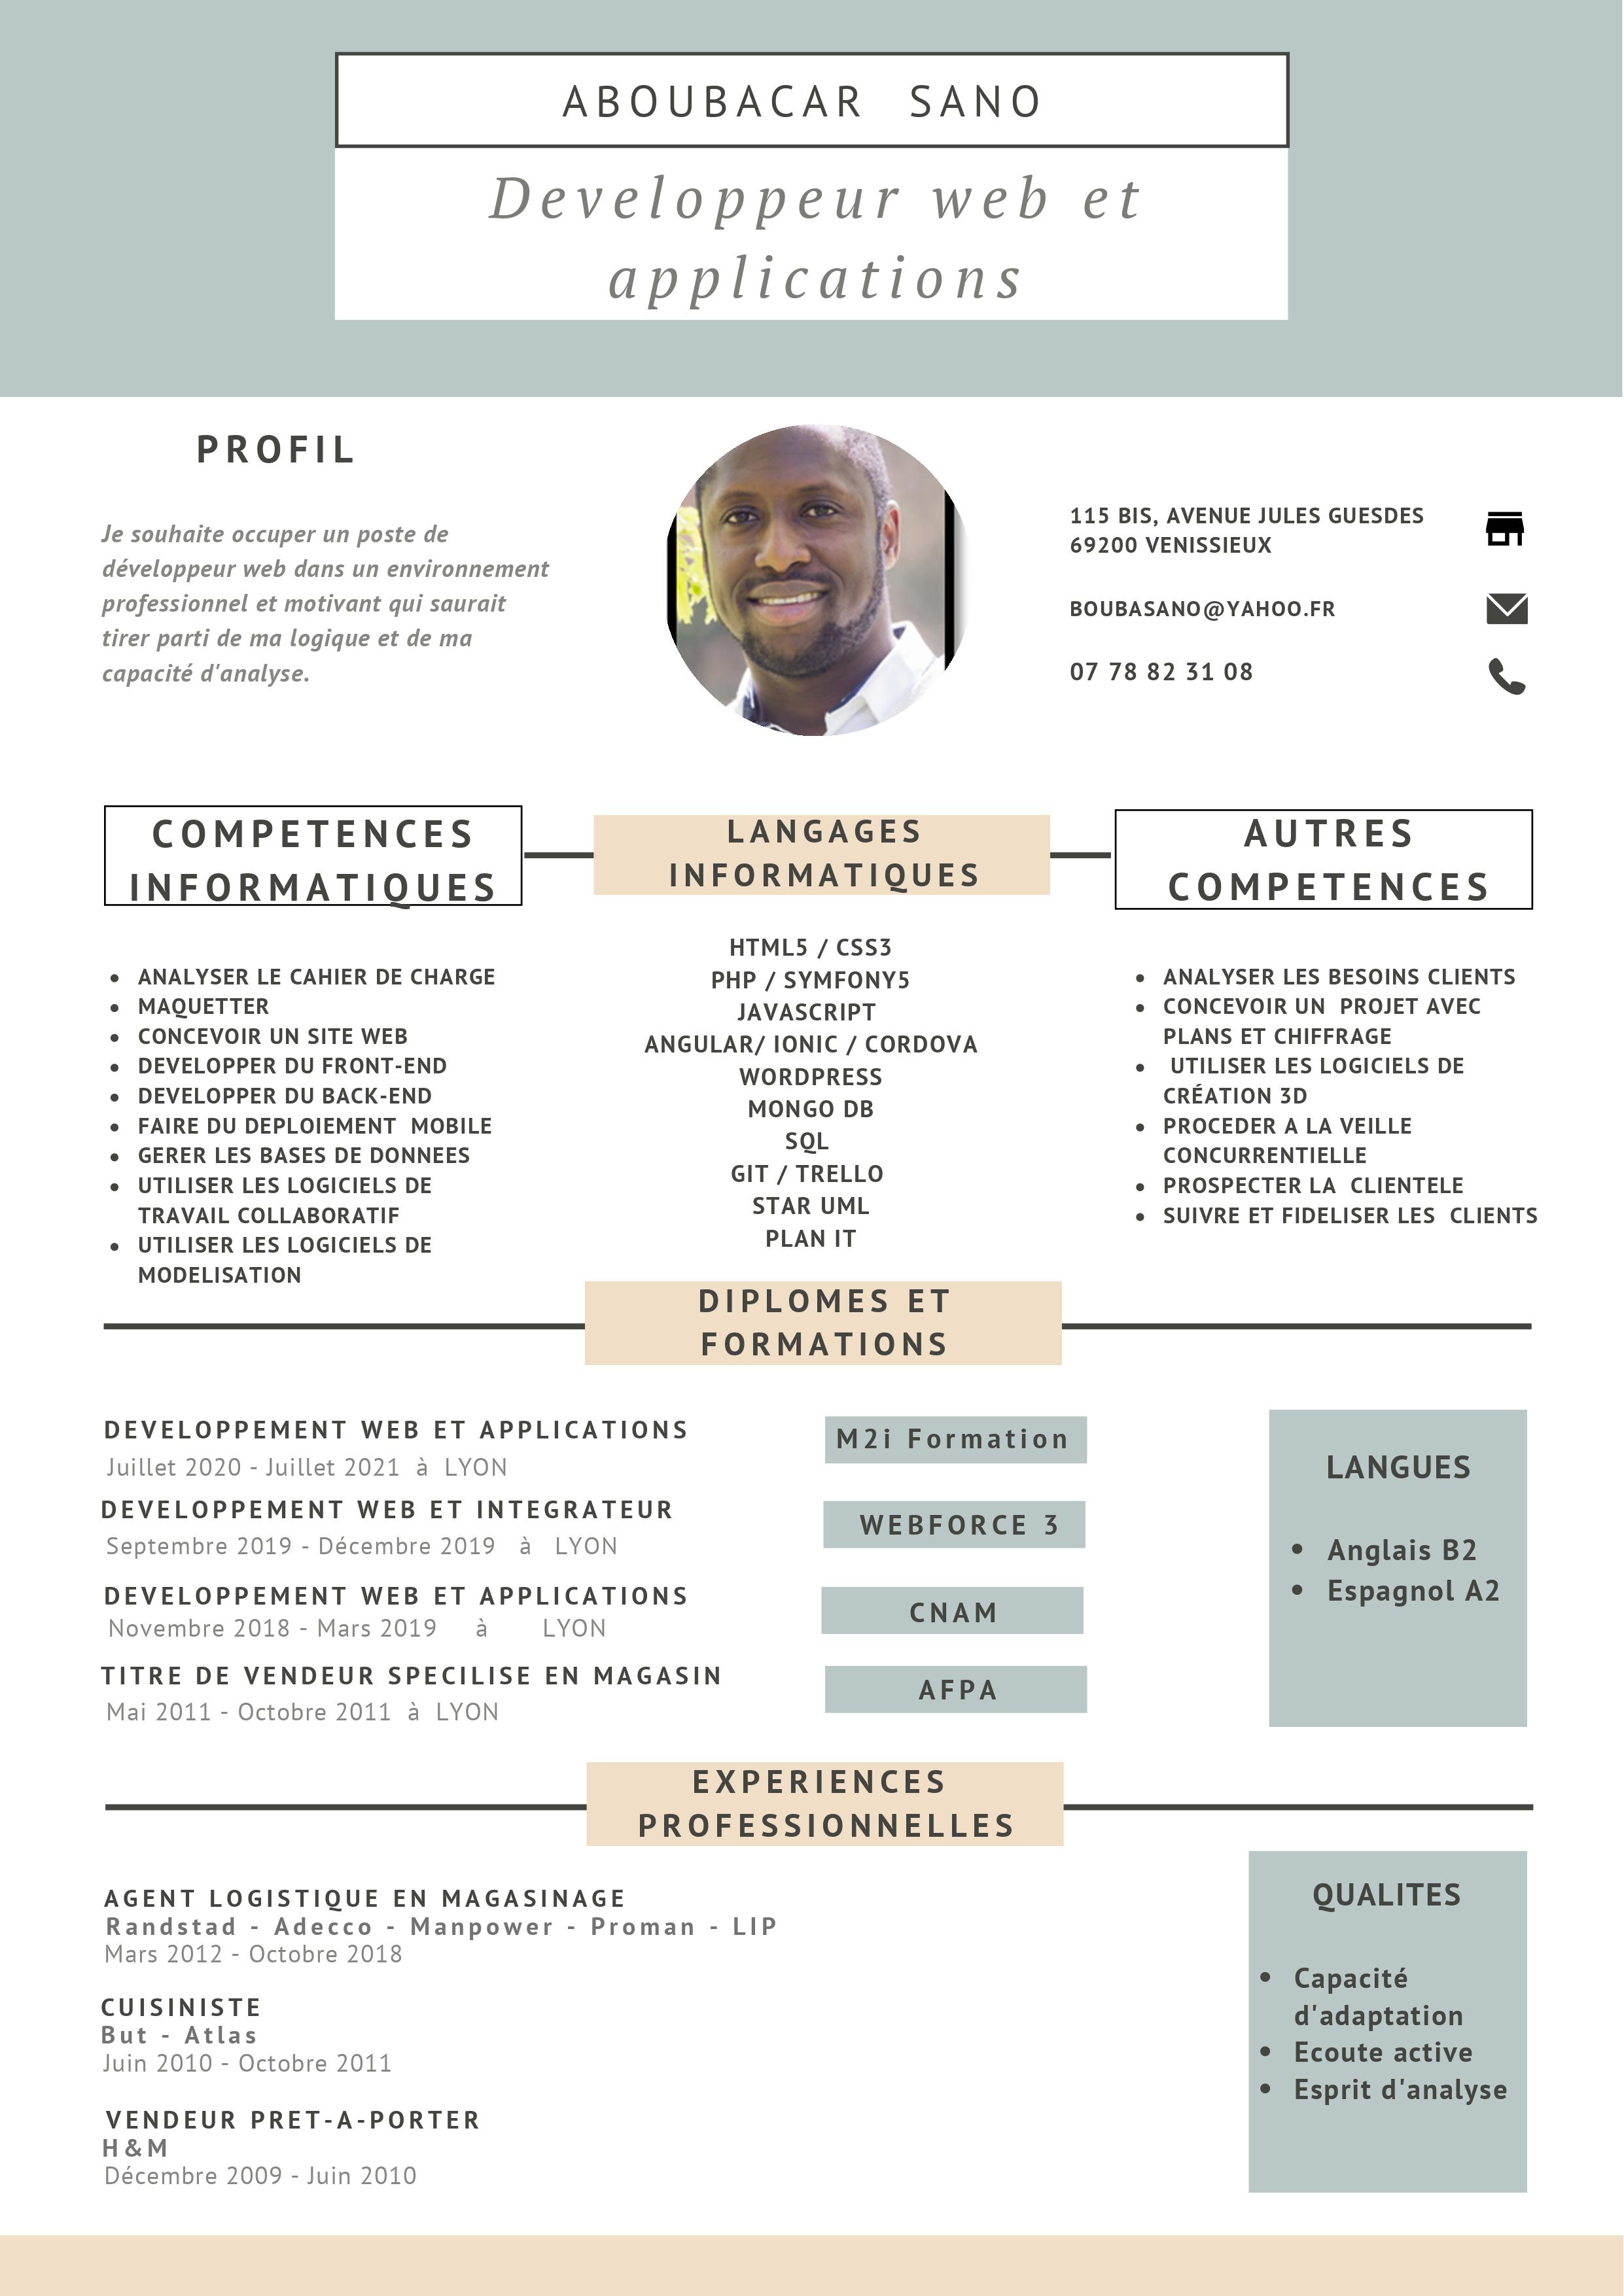 ABOUBACAR SANO
Developpeur web et
applications
PROFIL
Je souhaite occuper un poste de
développeur web dans un environnement
professionnel et motivant qui saurait
tirer parti de ma logique et de ma
capacité d'analyse.
115 BIS, AVENUE JULES GUESDES
69200 VENISSIEUX
BOUBASANO@YAHOO.FR
07 78 82 31 08
COMPETENCES
INFORMATIQUES
• ANALYSER LE CAHIER DE CHARGE
• MAQUETTER
• CONCEVOIR UN SITE WEB
• DEVELOPPER DU FRONT-END
• DEVELOPPER DU BACK-END
• FAIRE DU DEPLOIEMENT MOBILE
• GERER LES BASES DE DONNEES
• UTILISER LES LOGICIELS DE
TRAVAIL COLLABORATIF
• UTILISER LES LOGICIELS DE
MODELISATION
LANGAGES
INFORMATIQUES
HTML5 / CSS3
PHP / SYMFONY5
JAVASCRIPT
ANGULAR/ IONIC / CORDOVA
WORDPRESS
MONGO DB
SQL
GIT / TRELLO
STAR UML
PLAN IT
AUTRES
COMPETENCES
• ANALYSER LES BESOINS CLIENTS
• CONCEVOIR UN PROJET AVEC
PLANS ET CHIFFRAGE
• UTILISER LES LOGICIELS DE
CRÉATION 3D
• PROCEDER A LA VEILLE
CONCURRENTIELLE
• PROSPECTER LA CLIENTELE
• SUIVRE ET FIDELISER LES CLIENTS
DIPLOMES ET
FORMATIONS
DEVELOPPEMENT WEB ET APPLICATIONS
M2i Formation
Juillet 2020 - Juillet 2021 à LYON
DEVELOPPEMENT WEB ET INTEGRATEUR
WEBFORCE 3
Septembre 2019 - Décembre 2019 à LYON
DEVELOPPEMENT WEB ET APPLICATIONS
CNAM
Novembre 2018 - Mars 2019 à LYON
TITRE DE VENDEUR SPECILISE EN MAGASIN
AFPA
Mai 2011 - Octobre 2011 à LYON
LANGUES
• Anglais B2
• Espagnol A2
EXPERIENCES
PROFESSIONNELLES
AGENT LOGISTIQUE EN MAGASINAGE
Randstad - Adecco - Manpower - Proman - LIP
Mars 2012 - Octobre 2018
CUISINISTE
But - Atlas
Juin 2010 - Octobre 2011
VENDEUR PRET-A-PORTER
H&M
Décembre 2009 - Juin 2010
QUALITES
• Capacité
d'adaptation
• Ecoute active
• Esprit d'analyse